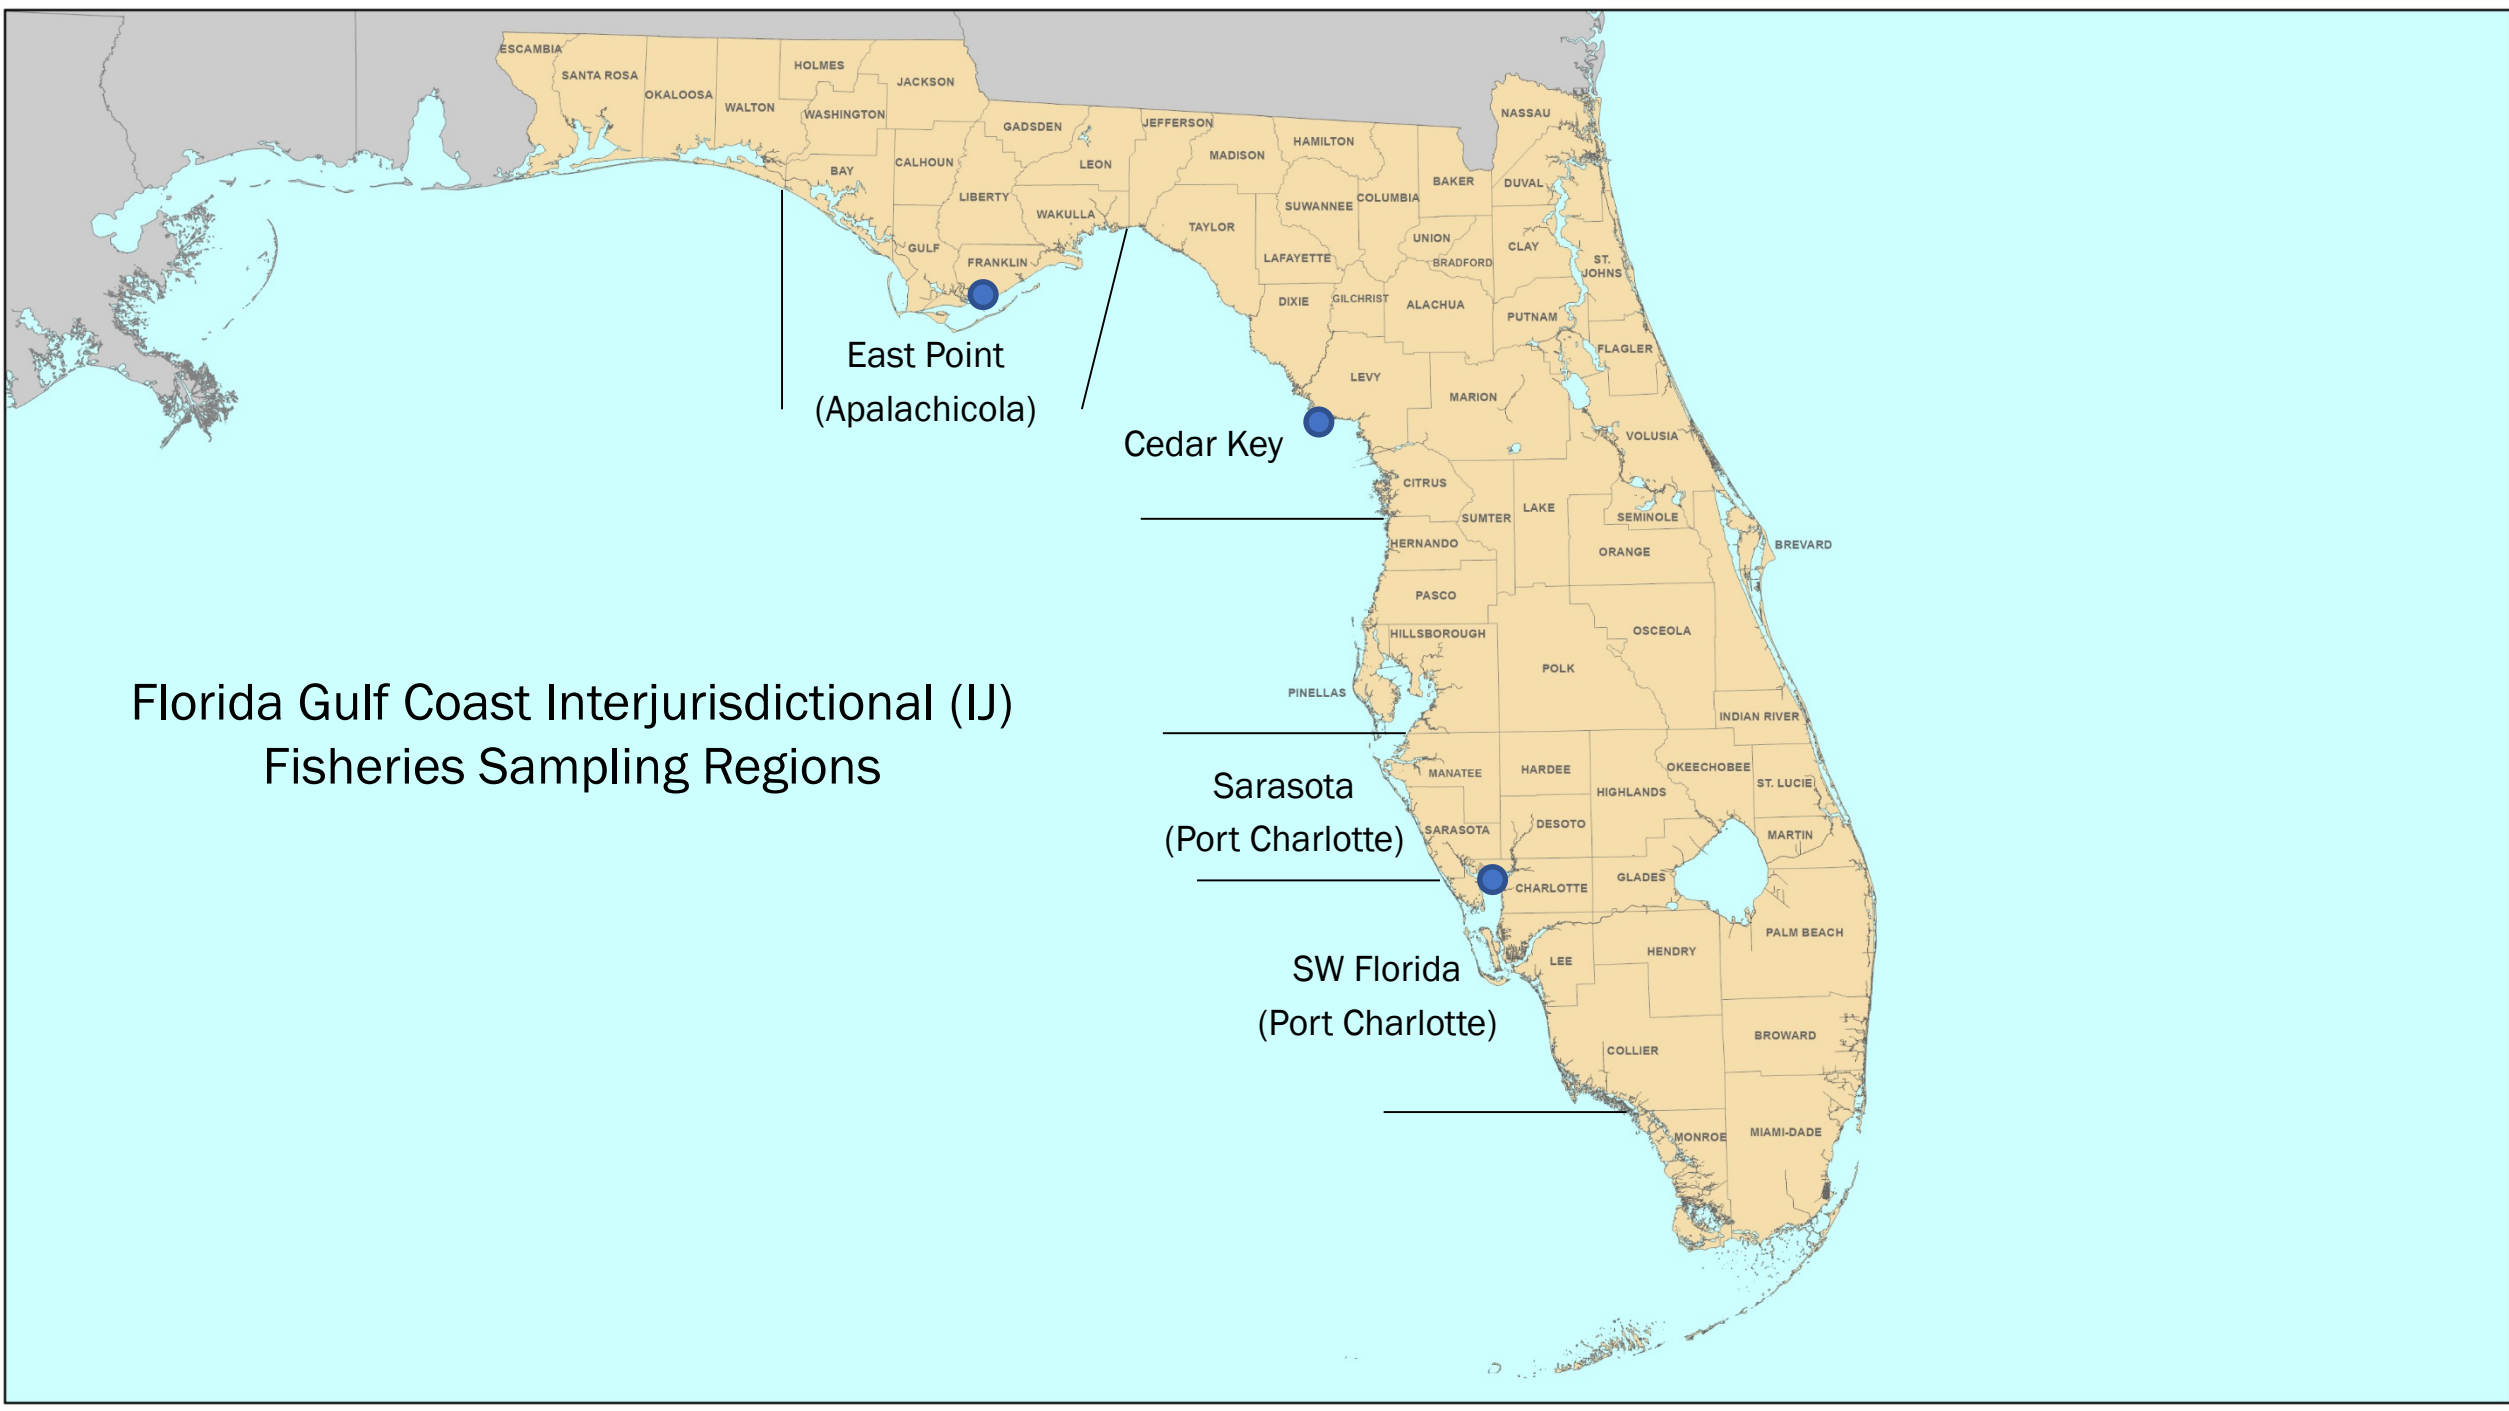 ESCAMBIA
SANTA ROSA
OKALOOSA
WALTON
HOLMES
WASHINGTON
JACKSON
BAY
CALHOUN
GULF
LIBERTY
GADSDEN
FRANKLIN
LEON
WAKULLA
JEFFERSON
MADISON
TAYLOR
HAMILTON
SUWANNEE
LAFAYETTE
COLUMBIA
DIXIE
GILCHRIST
BAKER
UNION
BRADFORD
ALACHUA
NASSAU
DUVAL
CLAY
ST.
JOHNS
PUTNAM
FLAGLER
LEVY
MARION
VOLUSIA
East Point
(Apalachicola)
Cedar Key
CITRUS
SUMTER
LAKE
SEMINOLE
HERNANDO
ORANGE
BREVARD
PASCO
HILLSBOROUGH
OSCEOLA
POLK
PINELLAS
INDIAN RIVER
Florida Gulf Coast Interjurisdictional (IJ)
Fisheries Sampling Regions
MANATEE
HARDEE
OKEECHOBEE
HIGHLANDS
ST. LUCIE
Sarasota
(Port Charlotte)
SARASOTA
DESOTO
MARTIN
CHARLOTTE
GLADES
PALM BEACH
LEE
HENDRY
SW Florida
(Port Charlotte)
COLLIER
BROWARD
MONROE
MIAMI-DADE